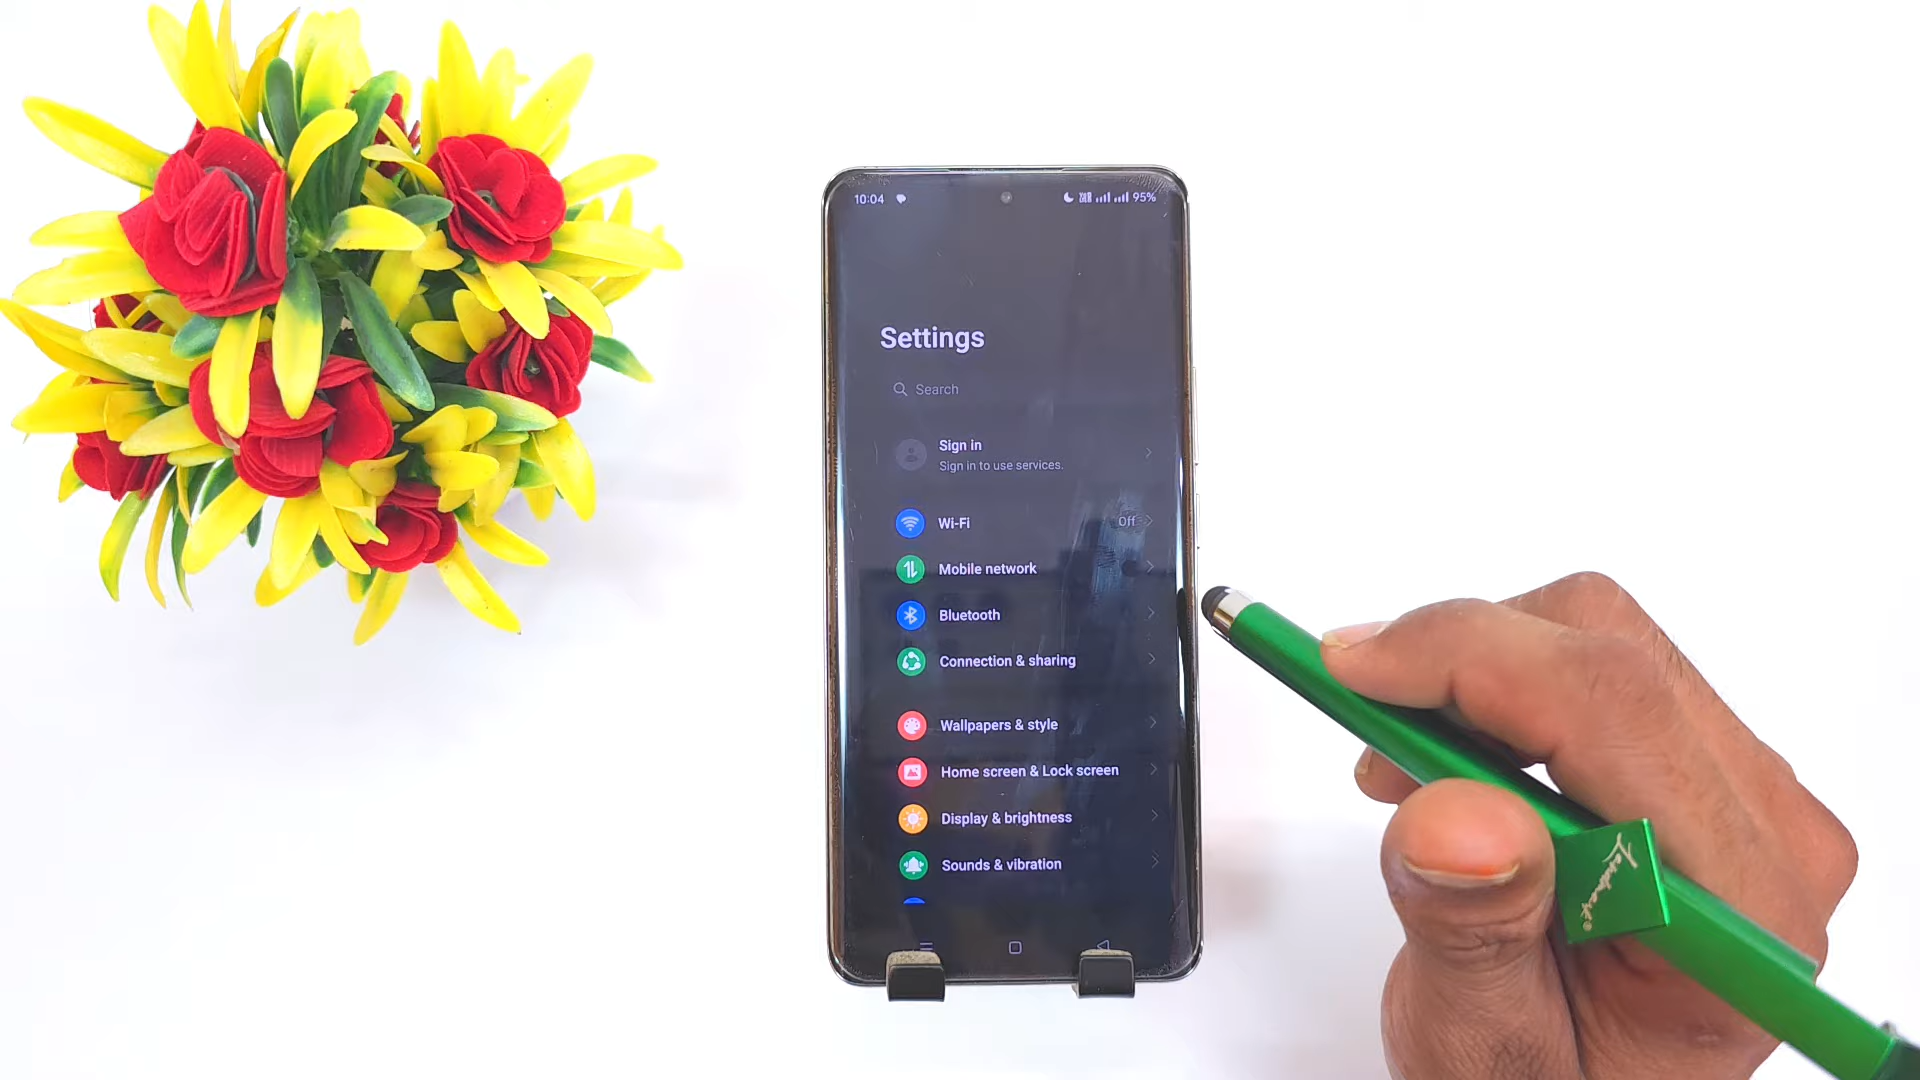 10:04
95%
Settings
Search
Sign in
Sign in to use services.
Wi-Fi
Off
Mobile network
Bluetooth
Connection & sharing
Wallpapers & style
Home screen & Lock screen
Display & brightness
Sounds & vibration